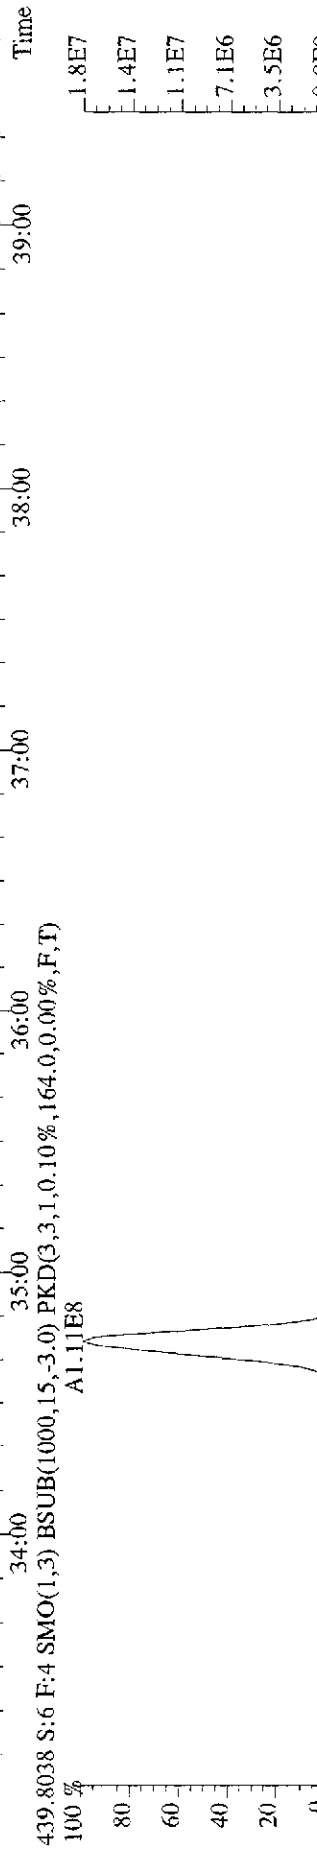 34:00 35:00 36:00 37:00 38:00 39:00 Time
439.8038 S:6 F:4 SMO(1,3) BSUB(1000,15,-3.0) PKD(3,3,1,0.10%,164.0,0.00%,F,T)
100 % A1.11E8 1.8E7
80 1.4E7
60 1.1E7
40 7.1E6
20 3.5E6
0